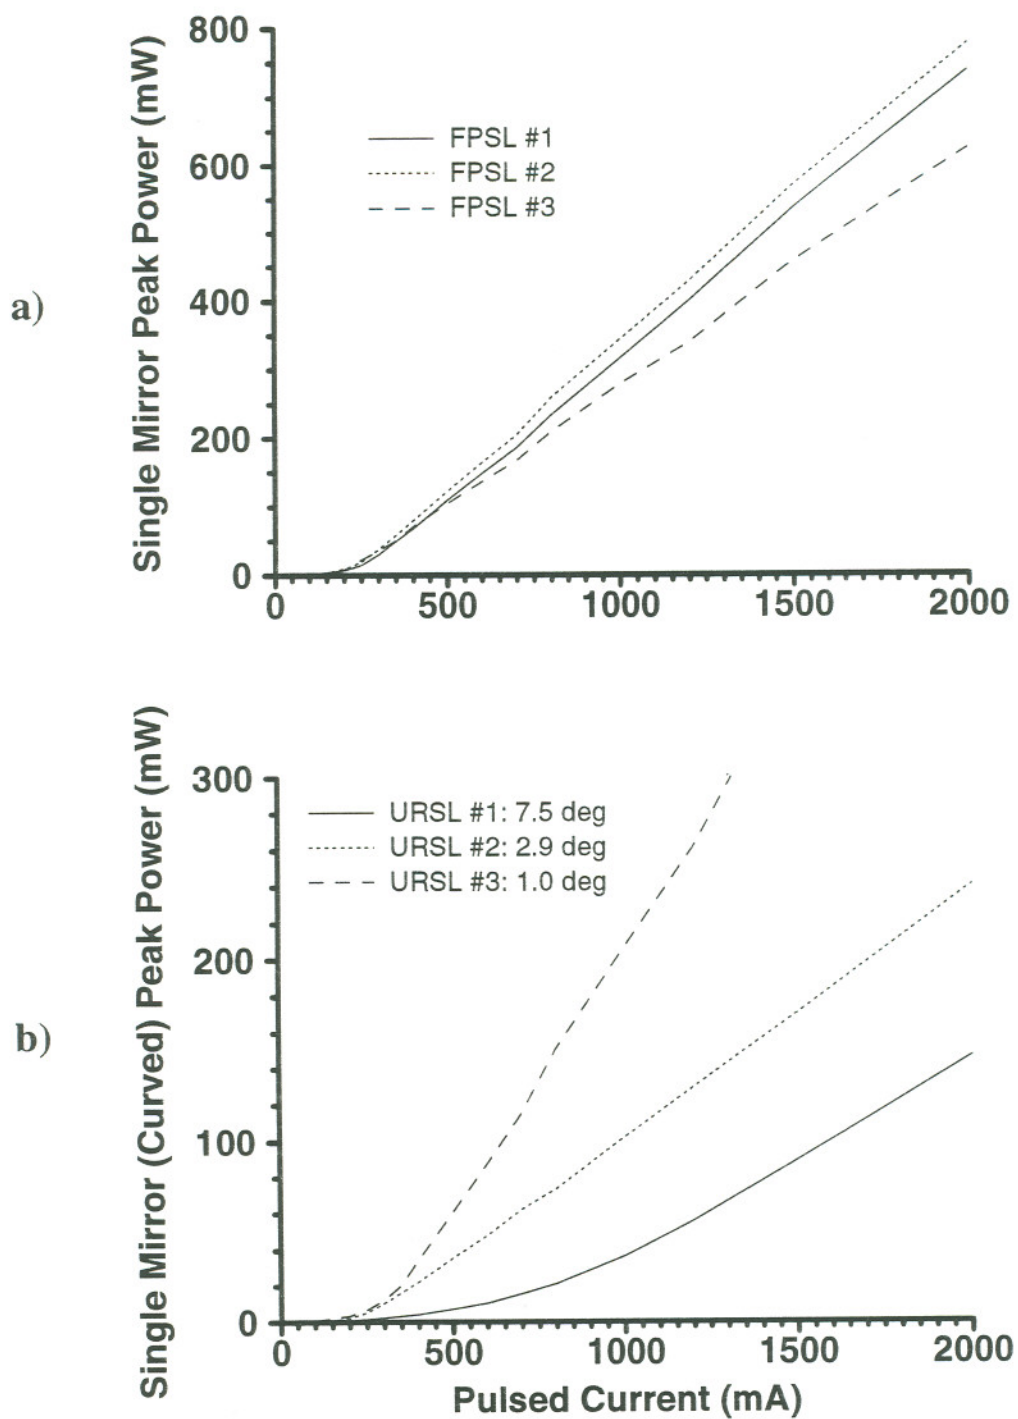 a)
Single Mirror Peak Power (mW)
800
600
400
200
0
FPSL #1
FPSL #2
FPSL #3
0 500 1000 1500 2000
b)
Single Mirror (Curved) Peak Power (mW)
300
200
100
0
URSL #1: 7.5 deg
URSL #2: 2.9 deg
URSL #3: 1.0 deg
0 500 1000 1500 2000
Pulsed Current (mA)